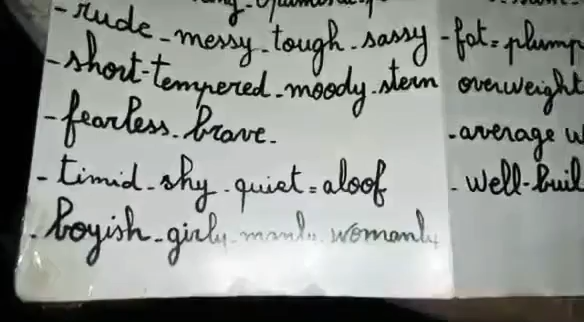 - rude - messy - tough - sassy
- short-tempered - moody - stern
- fearless - brave -
- timid - shy - quiet = aloof
- boyish - girly - manly - womanly
- fat = plump
overweight
- average w
- well-buil